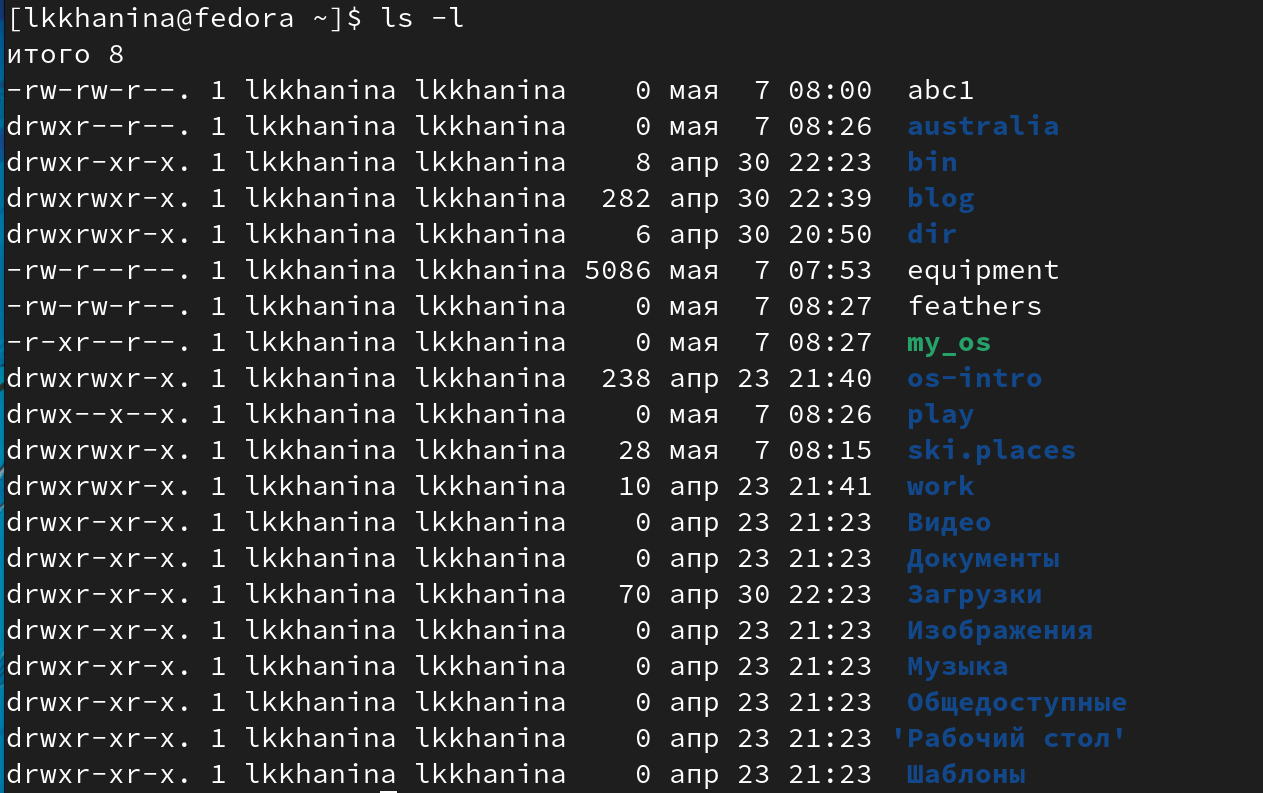 [lkkhanina@fedora ~]$ ls -l
итого 8
-rw-rw-r--. 1 lkkhanina lkkhanina    0 мая  7 08:00  abc1
drwxr--r--. 1 lkkhanina lkkhanina    0 мая  7 08:26  australia
drwxr-xr-x. 1 lkkhanina lkkhanina    8 апр 30 22:23  bin
drwxrwxr-x. 1 lkkhanina lkkhanina  282 апр 30 22:39  blog
drwxrwxr-x. 1 lkkhanina lkkhanina    6 апр 30 20:50  dir
-rw-r--r--. 1 lkkhanina lkkhanina 5086 мая  7 07:53  equipment
-rw-rw-r--. 1 lkkhanina lkkhanina    0 мая  7 08:27  feathers
-r-xr--r--. 1 lkkhanina lkkhanina    0 мая  7 08:27  my_os
drwxrwxr-x. 1 lkkhanina lkkhanina  238 апр 23 21:40  os-intro
drwx--x--x. 1 lkkhanina lkkhanina    0 мая  7 08:26  play
drwxrwxr-x. 1 lkkhanina lkkhanina   28 мая  7 08:15  ski.places
drwxrwxr-x. 1 lkkhanina lkkhanina   10 апр 23 21:41  work
drwxr-xr-x. 1 lkkhanina lkkhanina    0 апр 23 21:23  Видео
drwxr-xr-x. 1 lkkhanina lkkhanina    0 апр 23 21:23  Документы
drwxr-xr-x. 1 lkkhanina lkkhanina   70 апр 30 22:23  Загрузки
drwxr-xr-x. 1 lkkhanina lkkhanina    0 апр 23 21:23  Изображения
drwxr-xr-x. 1 lkkhanina lkkhanina    0 апр 23 21:23  Музыка
drwxr-xr-x. 1 lkkhanina lkkhanina    0 апр 23 21:23  Общедоступные
drwxr-xr-x. 1 lkkhanina lkkhanina    0 апр 23 21:23 'Рабочий стол'
drwxr-xr-x. 1 lkkhanina lkkhanina    0 апр 23 21:23  Шаблоны